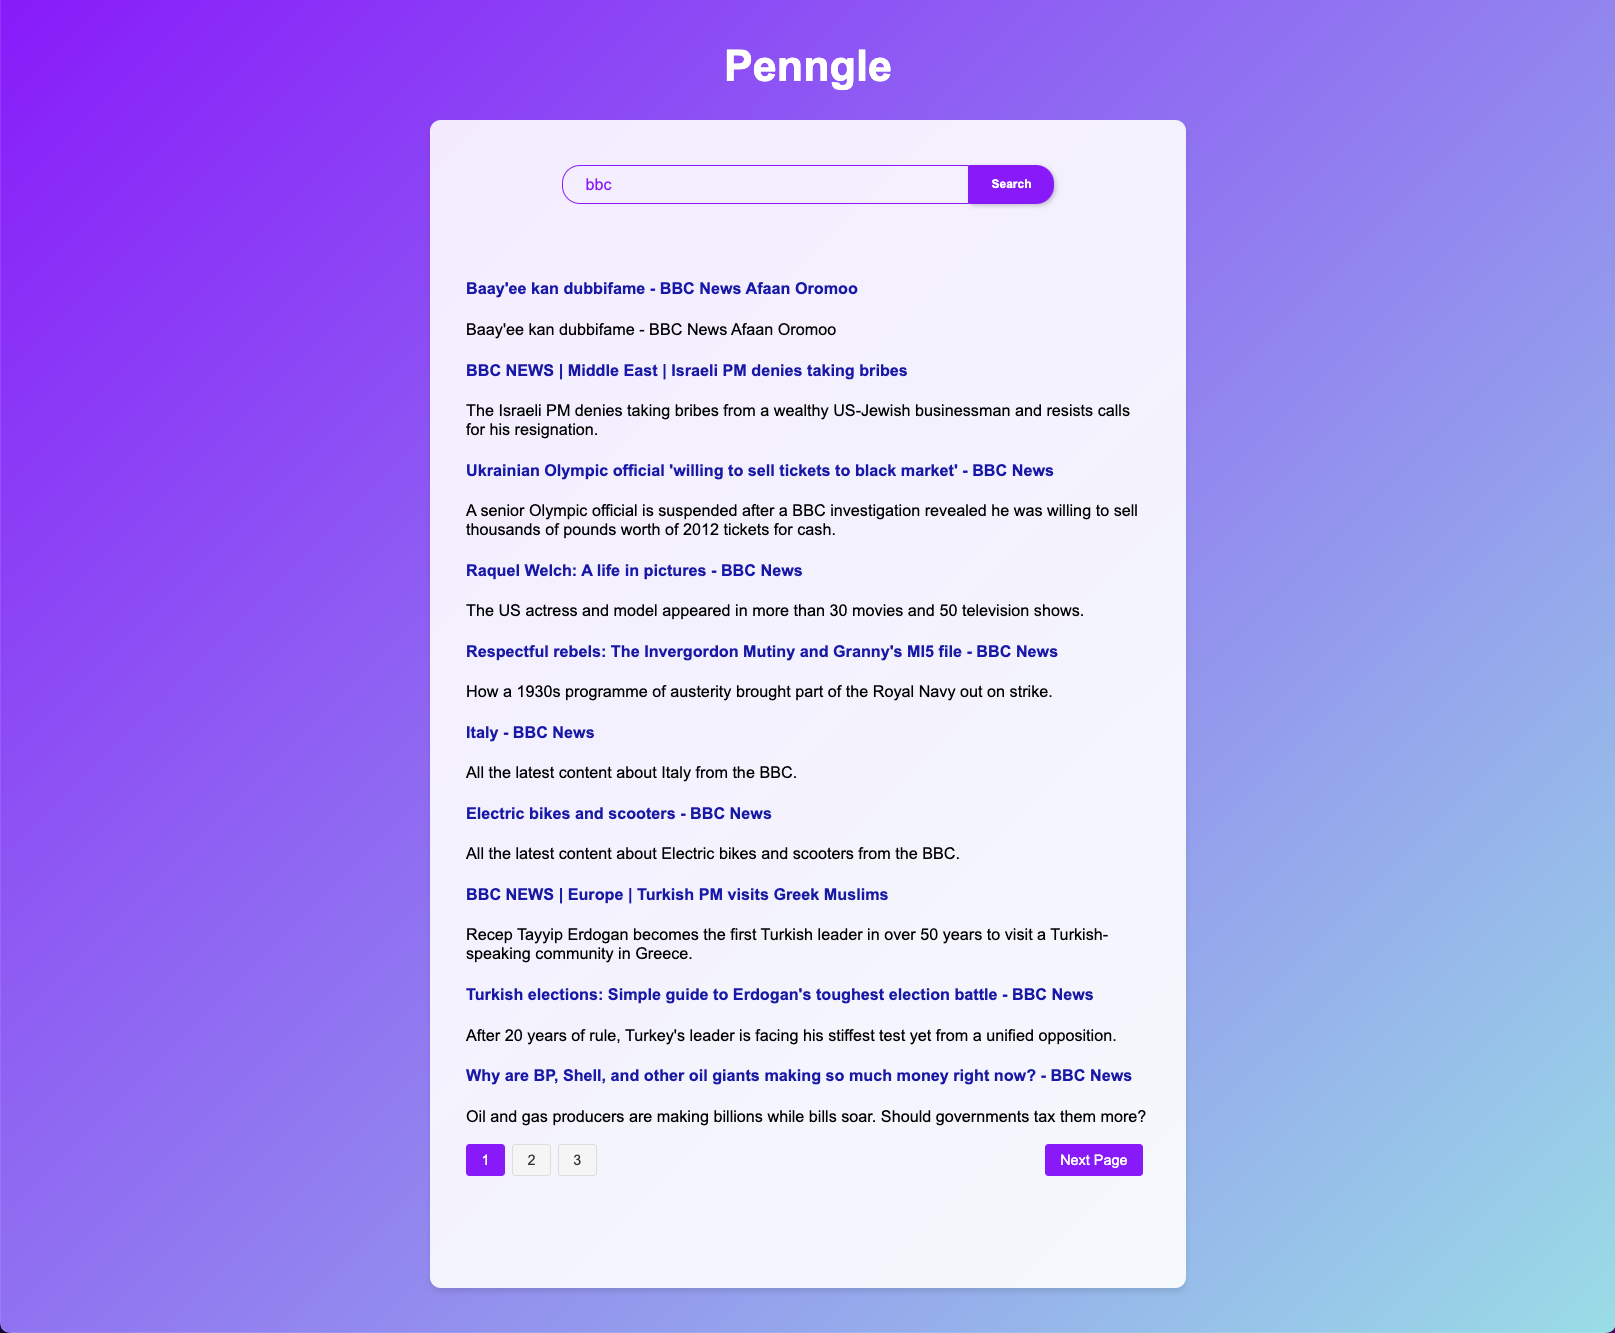 Penngle
bbc
Search
Baay'ee kan dubbifame - BBC News Afaan Oromoo
Baay'ee kan dubbifame - BBC News Afaan Oromoo
BBC NEWS | Middle East | Israeli PM denies taking bribes
The Israeli PM denies taking bribes from a wealthy US-Jewish businessman and resists calls
for his resignation.
Ukrainian Olympic official 'willing to sell tickets to black market' - BBC News
A senior Olympic official is suspended after a BBC investigation revealed he was willing to sell
thousands of pounds worth of 2012 tickets for cash.
Raquel Welch: A life in pictures - BBC News
The US actress and model appeared in more than 30 movies and 50 television shows.
Respectful rebels: The Invergordon Mutiny and Granny's MI5 file - BBC News
How a 1930s programme of austerity brought part of the Royal Navy out on strike.
Italy - BBC News
All the latest content about Italy from the BBC.
Electric bikes and scooters - BBC News
All the latest content about Electric bikes and scooters from the BBC.
BBC NEWS | Europe | Turkish PM visits Greek Muslims
Recep Tayyip Erdogan becomes the first Turkish leader in over 50 years to visit a Turkish-
speaking community in Greece.
Turkish elections: Simple guide to Erdogan's toughest election battle - BBC News
After 20 years of rule, Turkey's leader is facing his stiffest test yet from a unified opposition.
Why are BP, Shell, and other oil giants making so much money right now? - BBC News
Oil and gas producers are making billions while bills soar. Should governments tax them more?
1 2 3 Next Page